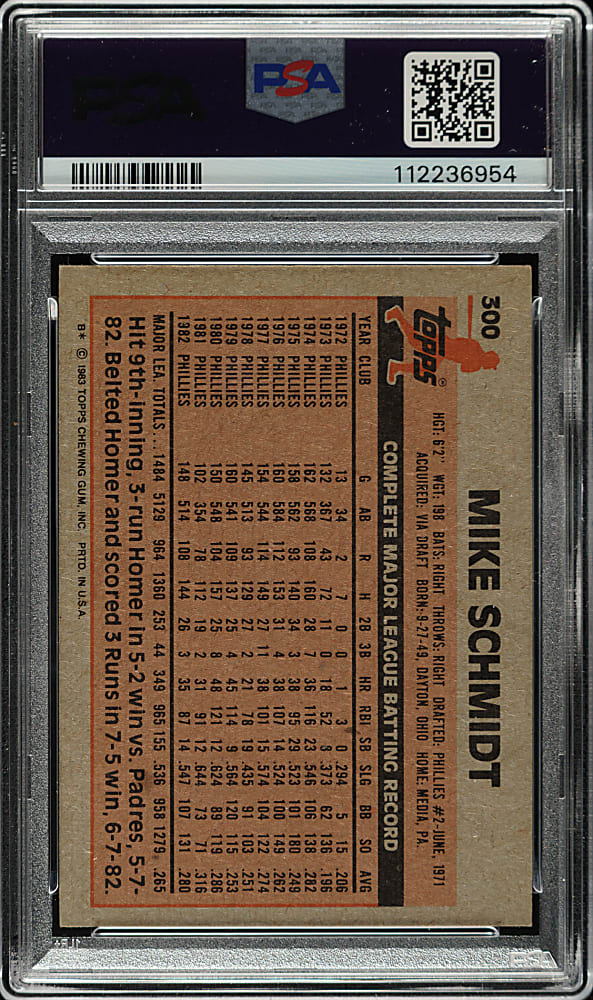 PSA
PSA
112236954
300
MIKE SCHMIDT
topps®
HGT: 6'2" WGT: 198 BATS: RIGHT THROWS: RIGHT DRAFTED: PHILLIES #2-JUNE, 1971
ACQUIRED: VIA DRAFT BORN: 9-27-49, DAYTON, OHIO HOME: MEDIA, PA.
COMPLETE MAJOR LEAGUE BATTING RECORD
YEAR CLUB G AB R H 2B 3B HR RBI SB SLG BB SO AVG
1972 PHILLIES 13 34 2 7 0 0 1 3 0 .294 5 15 .206
1973 PHILLIES 132 367 43 72 11 0 18 52 8 .373 62 136 .196
1974 PHILLIES 162 568 108 160 28 7 36 116 23 .546 106 138 .282
1975 PHILLIES 158 562 93 140 34 3 38 95 29 .523 101 180 .249
1976 PHILLIES 160 584 112 153 31 4 38 107 14 .524 100 149 .262
1977 PHILLIES 154 544 114 149 27 11 38 101 15 .574 104 122 .274
1978 PHILLIES 145 513 93 129 27 2 21 78 19 .435 91 103 .251
1979 PHILLIES 160 541 109 137 25 4 45 114 9 .564 120 115 .253
1980 PHILLIES 150 548 104 157 25 8 48 121 12 .624 89 119 .286
1981 PHILLIES 102 354 78 112 19 2 31 91 12 .644 73 71 .316
1982 PHILLIES 148 514 108 144 26 3 35 87 14 .547 107 131 .280
MAJOR LEA. TOTALS ... 1484 5129 964 1360 253 44 349 965 155 .536 958 1279 .265
Hit 9th-inning, 3-run Homer in 5-2 win vs. Padres, 5-7-
82. Belted Homer and scored 3 Runs in 7-5 win, 6-7-82.
B* © 1983 TOPPS CHEWING GUM, INC. PRTD. IN U.S.A.
PSA